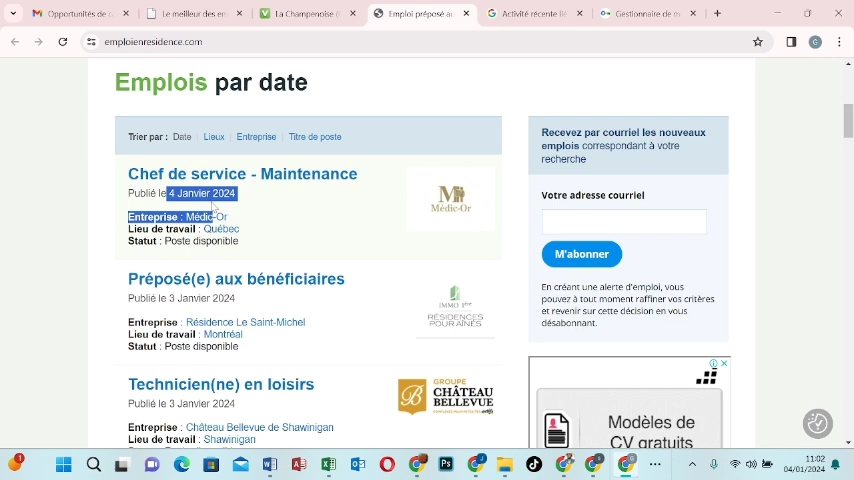 Opportunités de c
Le meilleur des en
La Champenoise (
Emploi préposé au
Activité récente li
Gestionnaire de m
emploienresidence.com
G
Emplois par date
Trier par : Date Lieux Entreprise Titre de poste
Chef de service - Maintenance
Publié le 4 Janvier 2024
Entreprise : Médic-Or
Lieu de travail : Québec
Statut : Poste disponible
Médic-Or
Préposé(e) aux bénéficiaires
Publié le 3 Janvier 2024
Entreprise : Résidence Le Saint-Michel
Lieu de travail : Montréal
Statut : Poste disponible
RÉSIDENCES
POUR AÎNÉS
Technicien(ne) en loisirs
Publié le 3 Janvier 2024
Entreprise : Château Bellevue de Shawinigan
Lieu de travail : Shawinigan
GROUPE
CHÂTEAU
BELLEVUE
Recevez par courriel les nouveaux
emplois correspondant à votre
recherche
Votre adresse courriel
M'abonner
En créant une alerte d'emploi, vous
pouvez à tout moment raffiner vos critères
et revenir sur cette décision en vous
désabonnant.
Modèles de
CV gratuits
11:02
04/01/2024